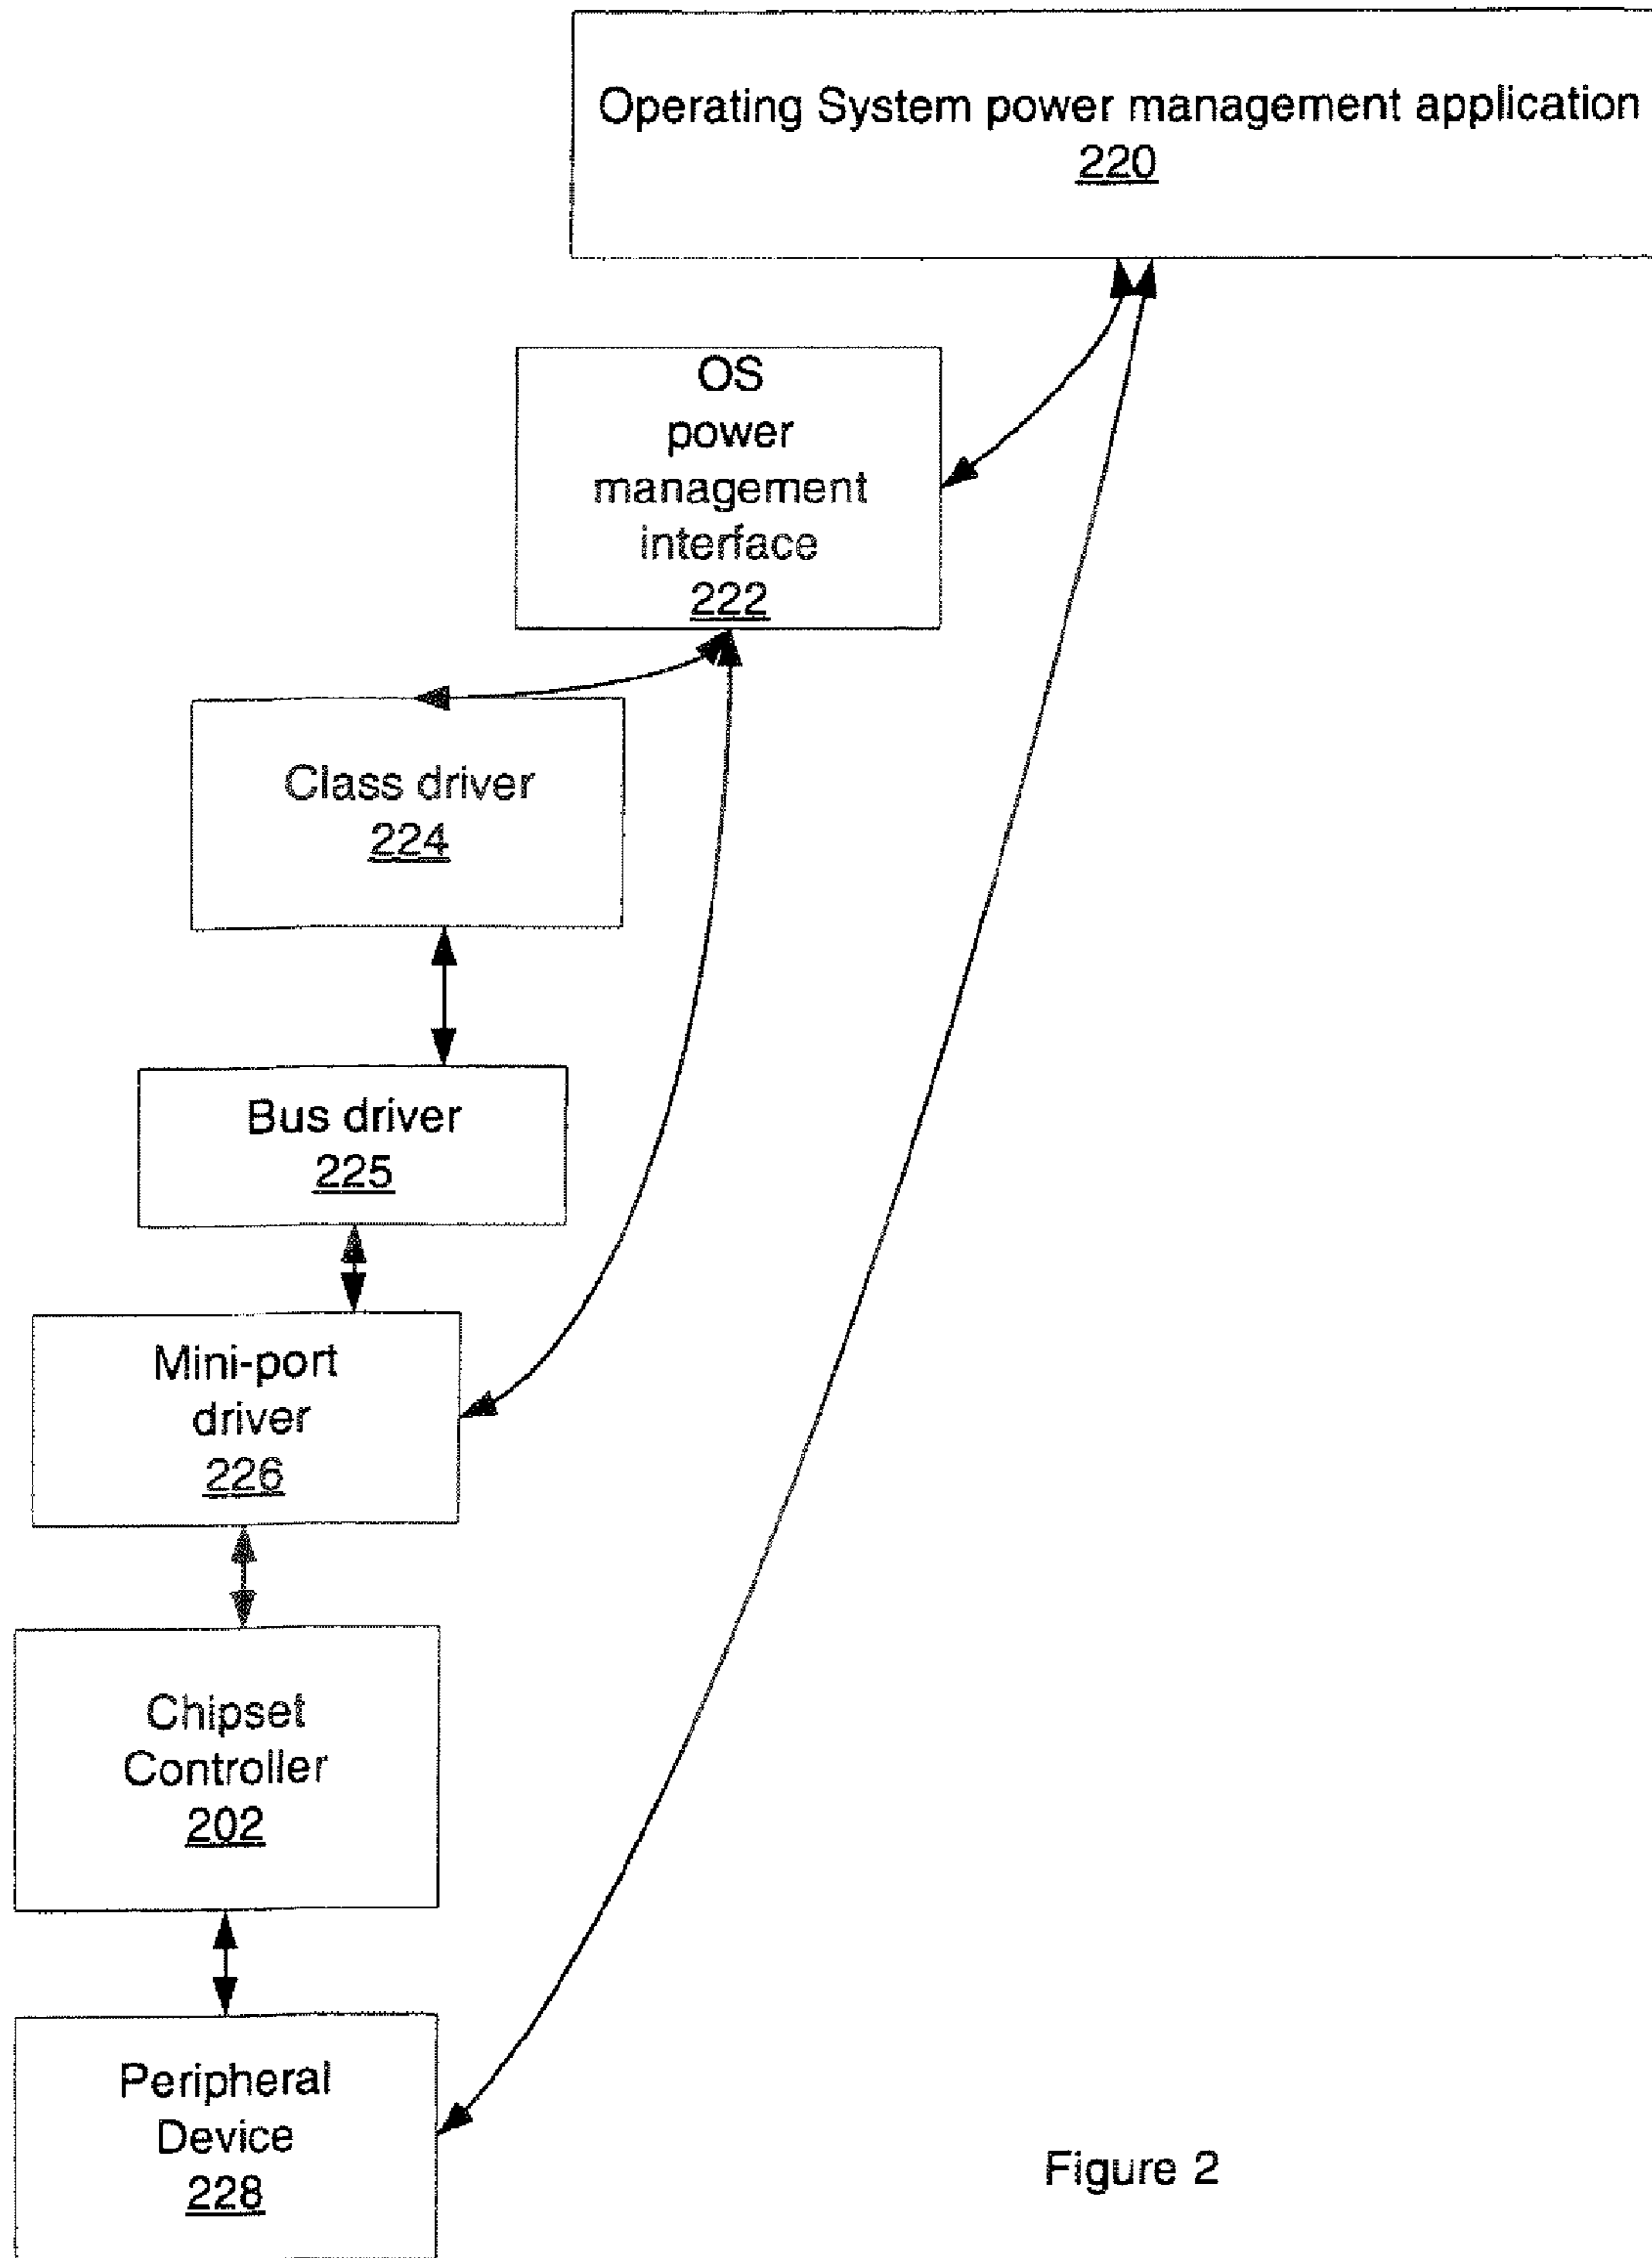 Operating System power management application
220
OS
power
management
interface
222
Class driver
224
Bus driver
225
Mini-port
driver
226
Chipset
Controller
202
Peripheral
Device
228
Figure 2